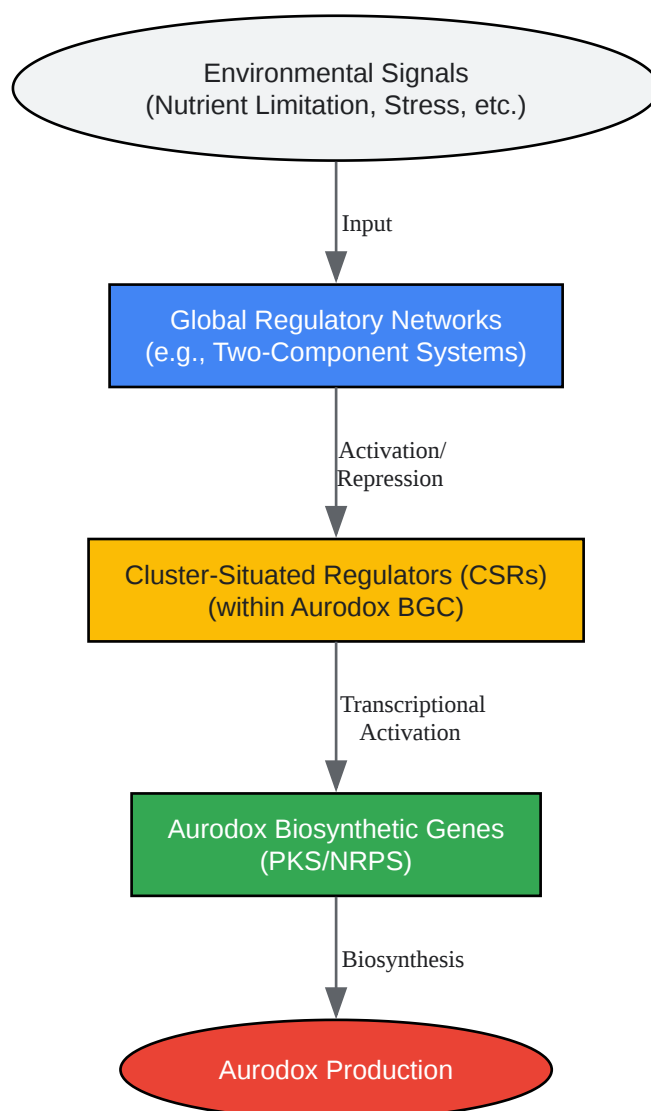 Environmental Signals
(Nutrient Limitation, Stress, etc.)
Input
Global Regulatory Networks
(e.g., Two-Component Systems)
Activation/
Repression
Cluster-Situated Regulators (CSRs)
(within Aurodox BGC)
Transcriptional
Activation
Aurodox Biosynthetic Genes
(PKS/NRPS)
Biosynthesis
Aurodox Production